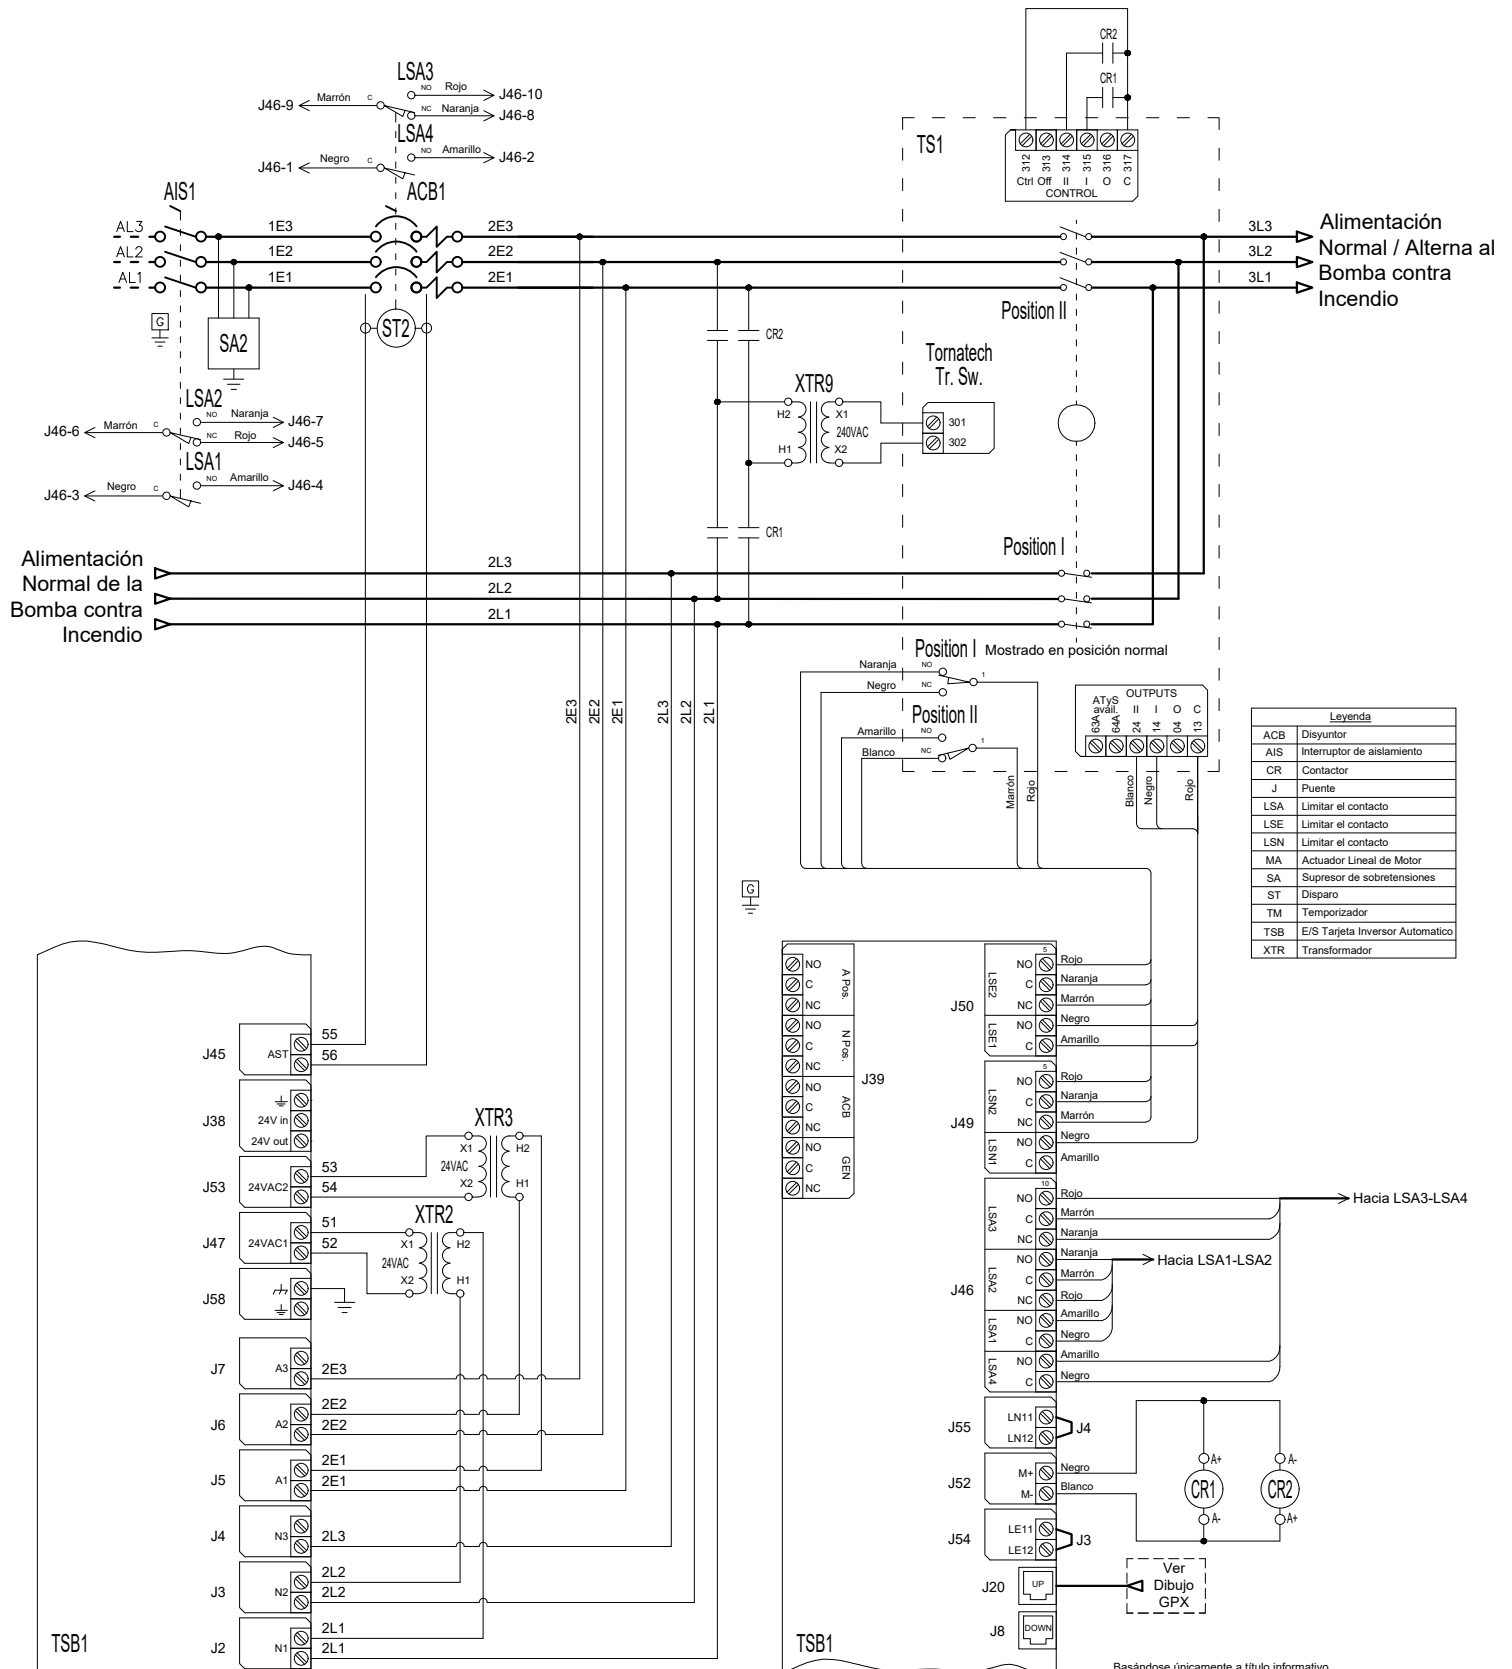 CR2
CR1
LSA3
NO Rojo J46-10
J46-9 Marrón C
NC Naranja J46-8
LSA4
NO Amarillo J46-2
J46-1 Negro C
TS1
312 313 314 315 316 317
Ctrl Off II I O C
CONTROL
AIS1
ACB1
AL3 1E3 2E3 3L3
AL2 1E2 2E2 3L2
AL1 1E1 2E1 3L1
Alimentación
Normal / Alterna al
Bomba contra
Incendio
Position II
G
SA2
ST2
CR2
Tornatech
Tr. Sw.
XTR9
H2 X1
240VAC
H1 X2
301
302
LSA2
NO Naranja J46-7
J46-6 Marrón C
NC Rojo J46-5
LSA1
NO Amarillo J46-4
J46-3 Negro C
CR1
Position I
Alimentación
Normal de la
Bomba contra
Incendio
2L3
2L2
2L1
Position I Mostrado en posición normal
Naranja NO 1
Negro NC
Position II
Amarillo NO 1
Blanco NC
Marrón
Rojo
OUTPUTS
ATyS
avail. II I O C
63A 64A 24 14 04 13
Blanco
Negro
Rojo
2E3
2E2
2E1
2L3
2L2
2L1
Leyenda
ACB Disyuntor
AIS Interruptor de aislamiento
CR Contactor
J Puente
LSA Limitar el contacto
LSE Limitar el contacto
LSN Limitar el contacto
MA Actuador Lineal de Motor
SA Supresor de sobretensiones
ST Disparo
TM Temporizador
TSB E/S Tarjeta Inversor Automatico
XTR Transformador
G
J45 AST 55
56
J38
24V in
24V out
J53 24VAC2 53
54
XTR3
X1 H2
24VAC
X2 H1
J47 24VAC1 51
52
XTR2
X1 H2
24VAC
X2 H1
J58
J7 A3 2E3
J6 A2 2E2
2E2
J5 A1 2E1
2E1
J4 N3 2L3
J3 N2 2L2
2L2
J2 N1 2L1
2L1
TSB1
J39
NO
C A Pos.
NC
NO
C N Pos.
NC
NO
C ACB
NC
NO
C GEN
NC
J50
5
LSE2
NO Rojo
C Naranja
NC Marrón
LSE1
NO Negro
C Amarillo
J49
5
LSN2
NO Rojo
C Naranja
NC Marrón
LSN1
NO Negro
C Amarillo
J46
10
LSA3
NO Rojo
C Marrón
NC Naranja
Hacia LSA3-LSA4
LSA2
NO Naranja
C Marrón
NC Rojo
Hacia LSA1-LSA2
LSA1
NO Amarillo
C Negro
LSA4
NO Amarillo
C Negro
J55 LN11
LN12
J4
J52 M+ Negro
M- Blanco
A+ A-
CR1 CR2
A- A+
J54 LE11
LE12
J3
J20 UP
Ver
Dibujo
GPX
J8 DOWN
TSB1
Basándose únicamente a título informativo